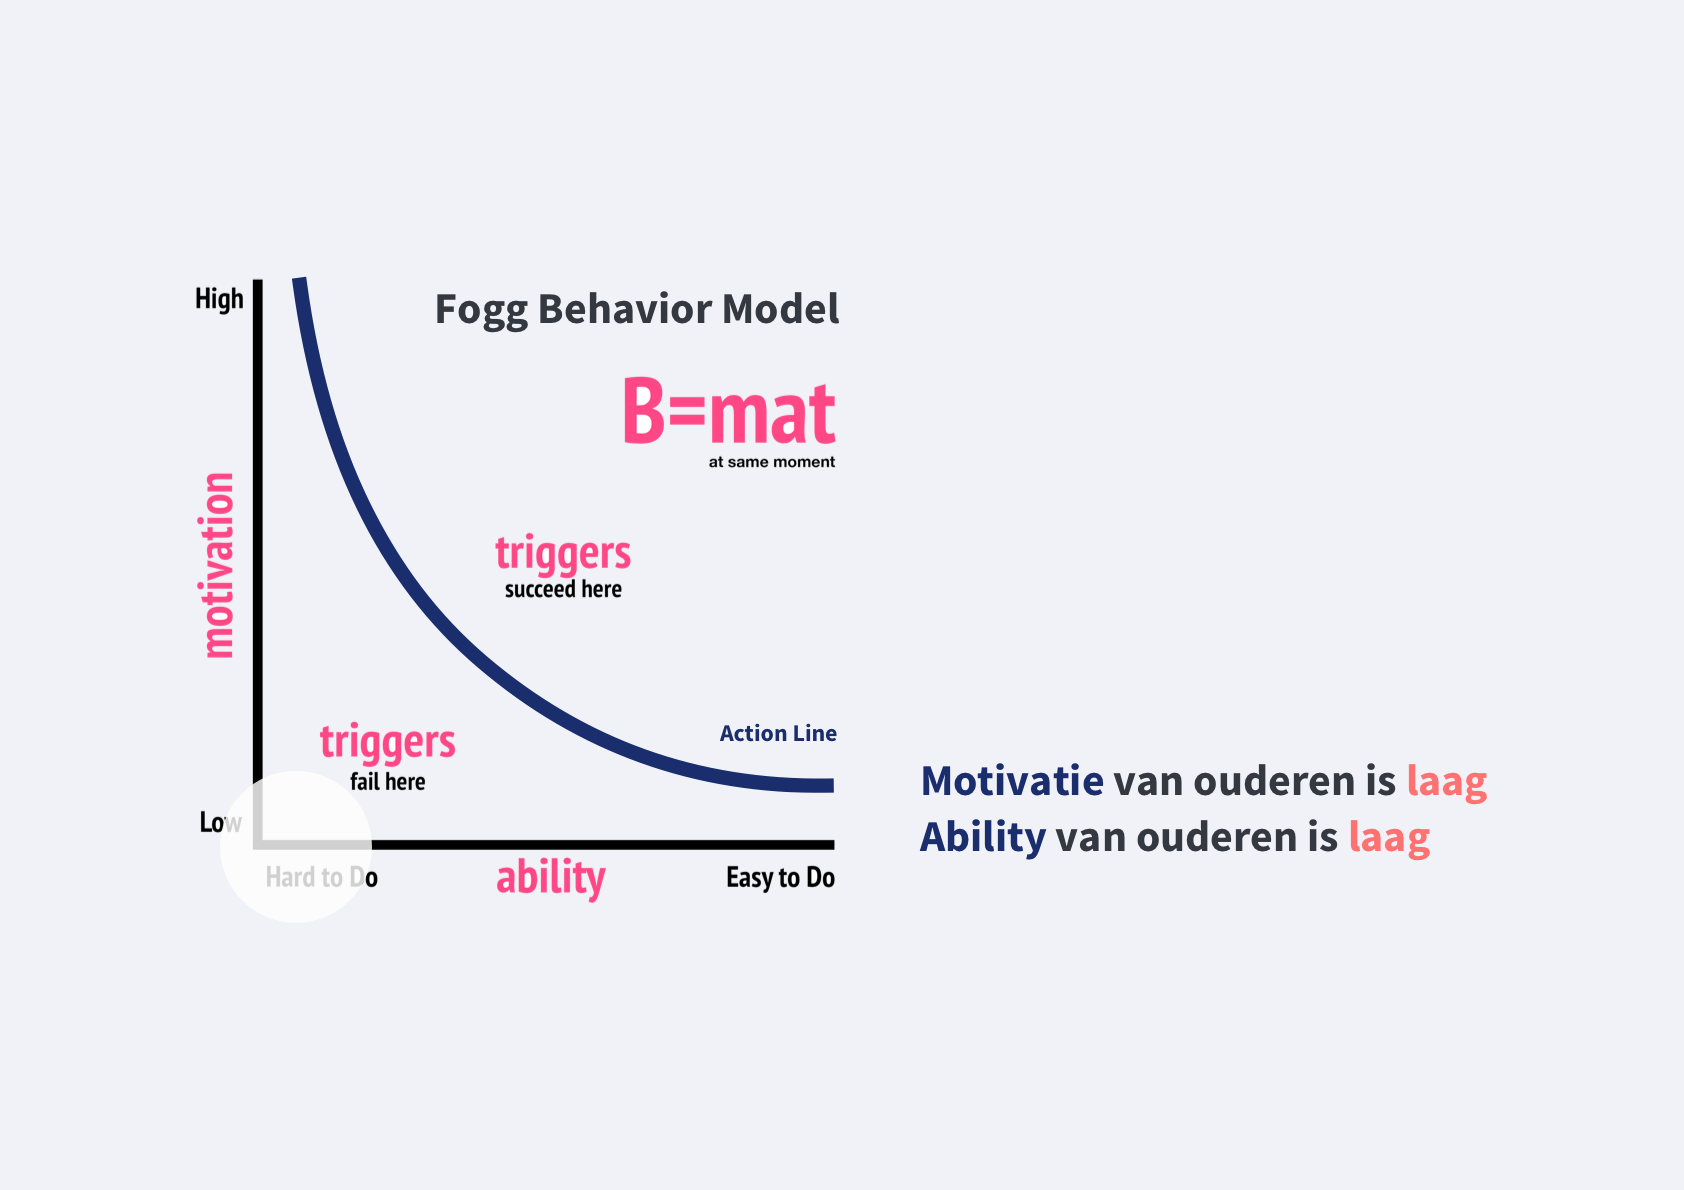 High
Fogg Behavior Model
B=mat
at same moment
motivation
triggers
succeed here
triggers
fail here
Action Line
Low
Hard to Do
ability
Easy to Do
Motivatie van ouderen is laag
Ability van ouderen is laag